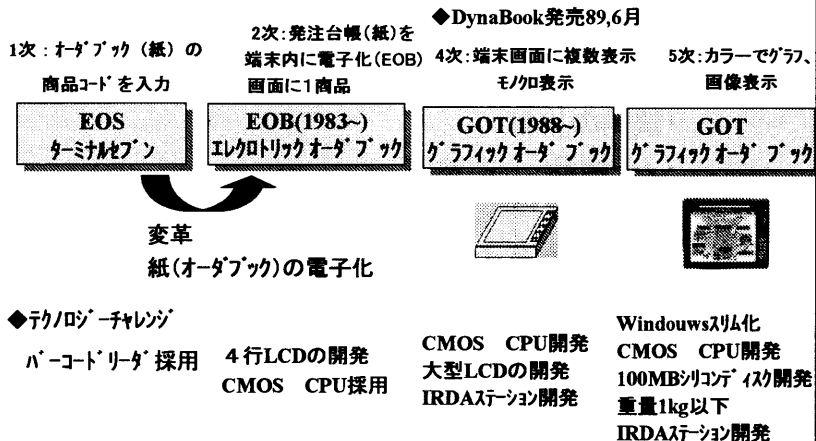 ◆DynaBook発売89,6月
1次:ｵｰﾀﾞﾌﾞｯｸ(紙)の
商品ｺｰﾄﾞを入力
2次:発注台帳(紙)を
端末内に電子化(EOB)
画面に1商品
4次:端末画面に複数表示
ﾓﾉｸﾛ表示
5次:カラーでｸﾞﾗﾌ、
画像表示
EOS
ﾀｰﾐﾅﾙｾﾌﾞﾝ
EOB(1983~)
ｴﾚｸﾛﾄﾘｯｸ ｵｰﾀﾞﾌﾞｯｸ
GOT(1988~)
ｸﾞﾗﾌｨｯｸ ｵｰﾀﾞ ﾌﾞｯｸ
GOT
ｸﾞﾗﾌｨｯｸ ｵｰﾀﾞ ﾌﾞｯｸ
変革
紙(ｵｰﾀﾞﾌﾞｯｸ)の電子化
◆ﾃｸﾉﾛｼﾞｰﾁｬﾚﾝｼﾞ
ﾊﾞｰｺｰﾄﾞﾘｰﾀﾞ採用
4行LCDの開発
CMOS CPU採用
CMOS CPU開発
大型LCDの開発
IRDAｽﾃｰｼｮﾝ開発
Windouwsｽﾘﾑ化
CMOS CPU開発
100MBｼﾘｺﾝﾃﾞｨｽｸ開発
重量1kg以下
IRDAｽﾃｰｼｮﾝ開発